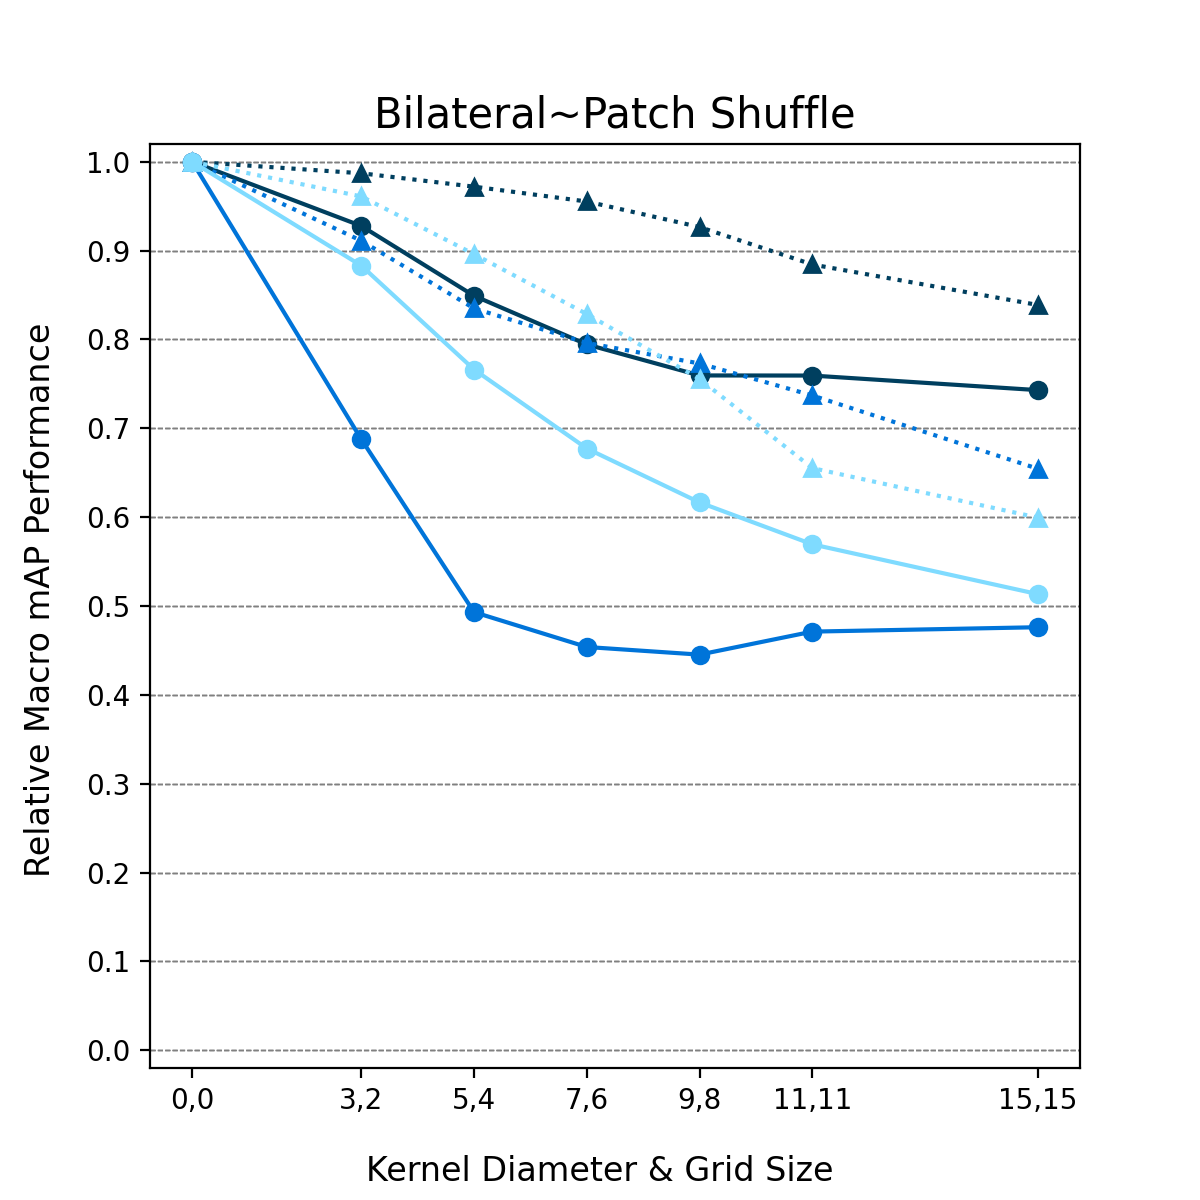 Bilateral~Patch Shuffle
Relative Macro mAP Performance
1.0
0.9
0.8
0.7
0.6
0.5
0.4
0.3
0.2
0.1
0.0
0,0 3,2 5,4 7,6 9,8 11,11 15,15
Kernel Diameter & Grid Size